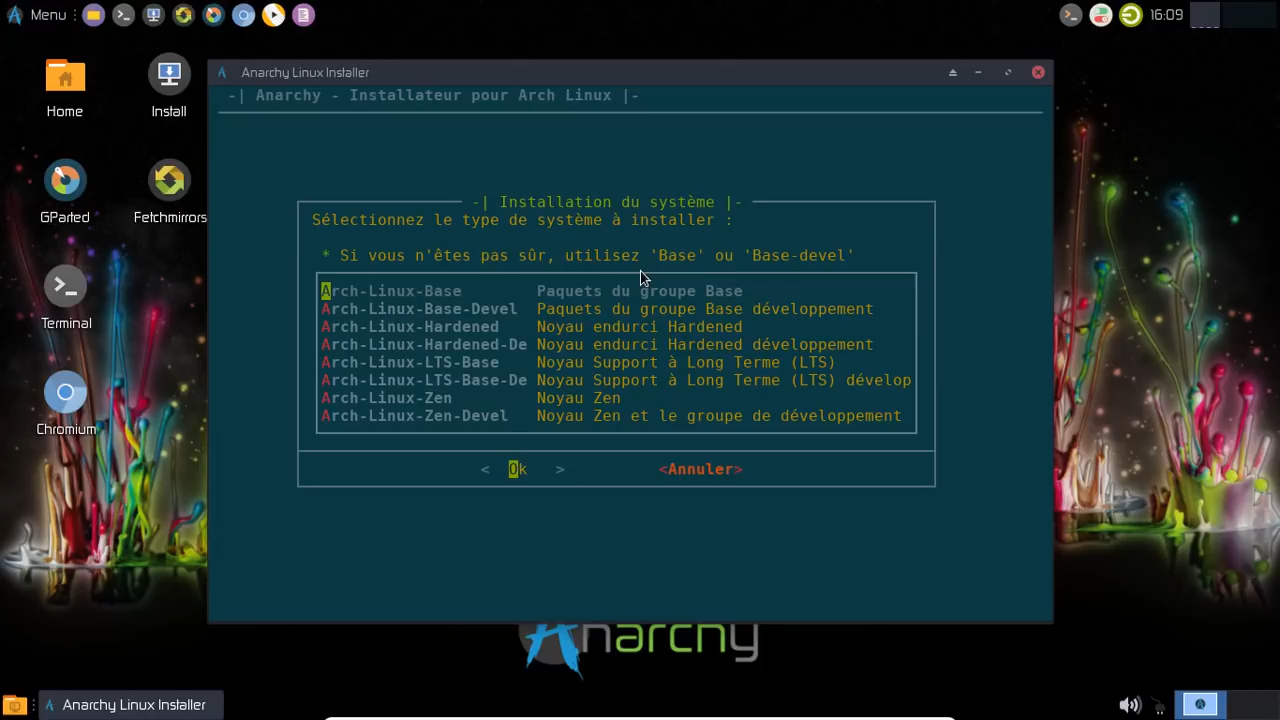 Menu
16:09
Home
Install
GParted
Fetchmirrors
Terminal
Chromium
Anarchy Linux Installer
-| Anarchy - Installateur pour Arch Linux |-
-| Installation du système |-
Sélectionnez le type de système à installer :
* Si vous n'êtes pas sûr, utilisez 'Base' ou 'Base-devel'
Arch-Linux-Base Paquets du groupe Base
Arch-Linux-Base-Devel Paquets du groupe Base développement
Arch-Linux-Hardened Noyau endurci Hardened
Arch-Linux-Hardened-De Noyau endurci Hardened développement
Arch-Linux-LTS-Base Noyau Support à Long Terme (LTS)
Arch-Linux-LTS-Base-De Noyau Support à Long Terme (LTS) dévelop
Arch-Linux-Zen Noyau Zen
Arch-Linux-Zen-Devel Noyau Zen et le groupe de développement
< Ok > <Annuler>
Anarchy
Anarchy Linux Installer